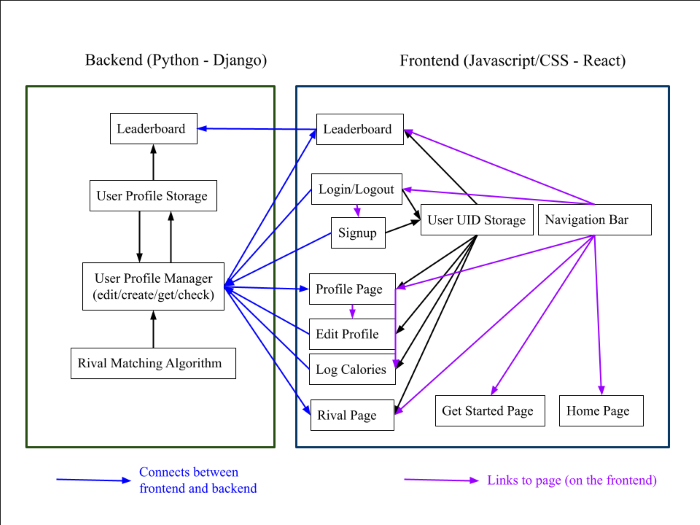 Backend (Python - Django)
Frontend (Javascript/CSS - React)
Leaderboard
User Profile Storage
User Profile Manager
(edit/create/get/check)
Rival Matching Algorithm
Leaderboard
Login/Logout
Signup
User UID Storage
Navigation Bar
Profile Page
Edit Profile
Log Calories
Rival Page
Get Started Page
Home Page
Connects between
frontend and backend
Links to page (on the frontend)